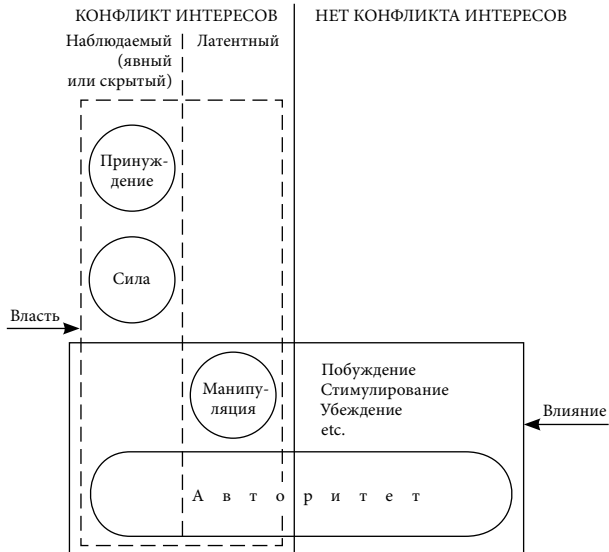 КОНФЛИКТ ИНТЕРЕСОВ
НЕТ КОНФЛИКТА ИНТЕРЕСОВ
Наблюдаемый
(явный
или скрытый)
Латентный
Принуж-
дение
Сила
Власть
Манипу-
ляция
Побуждение
Стимулирование
Убеждение
etc.
Влияние
Авторитет